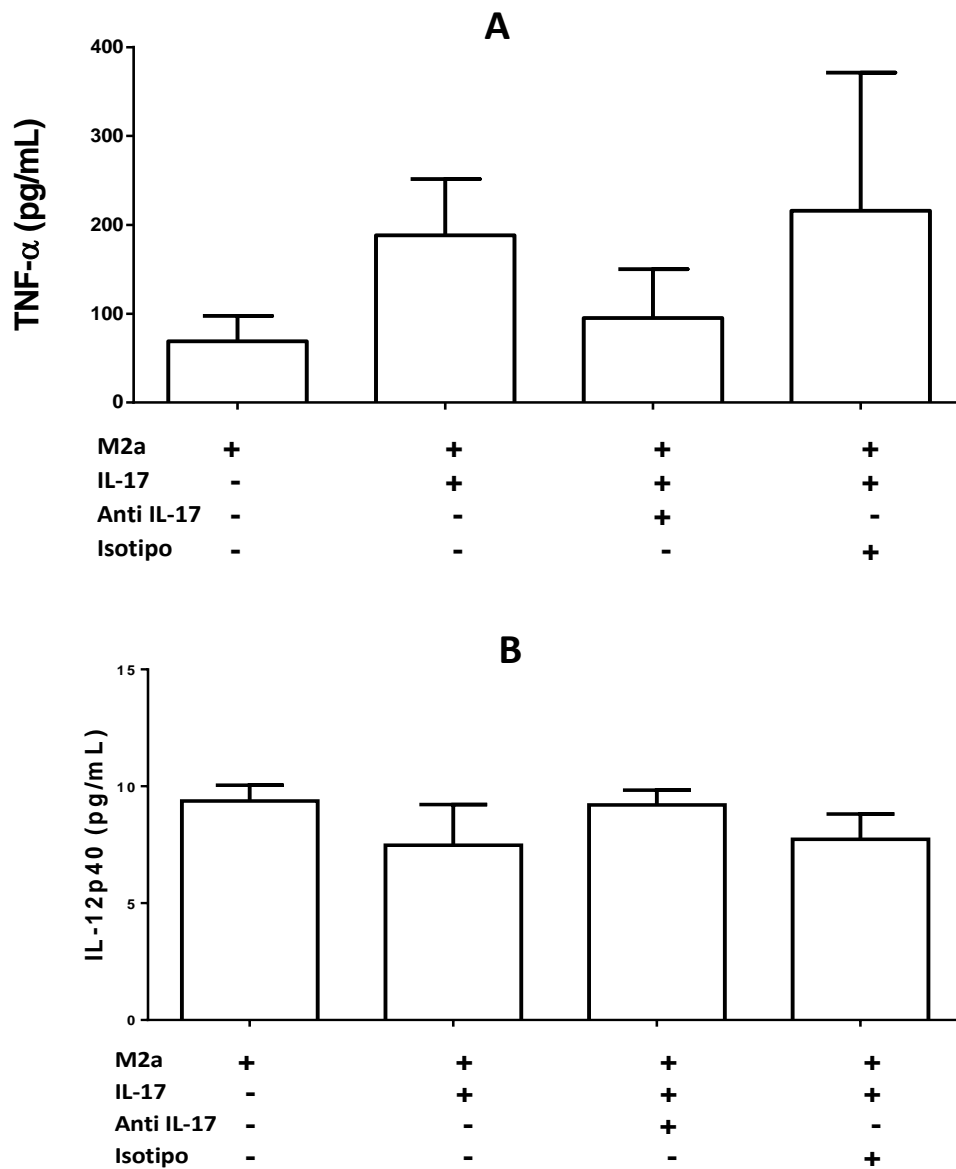 A
400
300
200
100
0
TNF-α (pg/mL)
M2a + + + +
IL-17 - + + +
Anti IL-17 - - + -
Isotipo - - - +
B
15
10
5
0
IL-12p40 (pg/mL)
M2a + + + +
IL-17 - + + +
Anti IL-17 - - + -
Isotipo - - - +